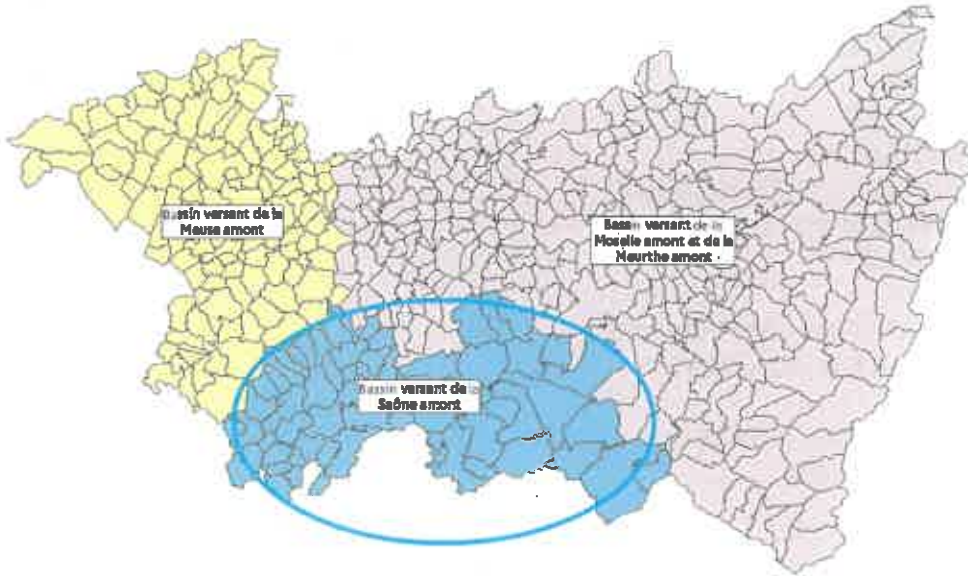 Bassin versant de la
Meuse amont
Bassin versant de la
Moselle amont et de la
Meurthe amont
Bassin versant de la
Saône amont